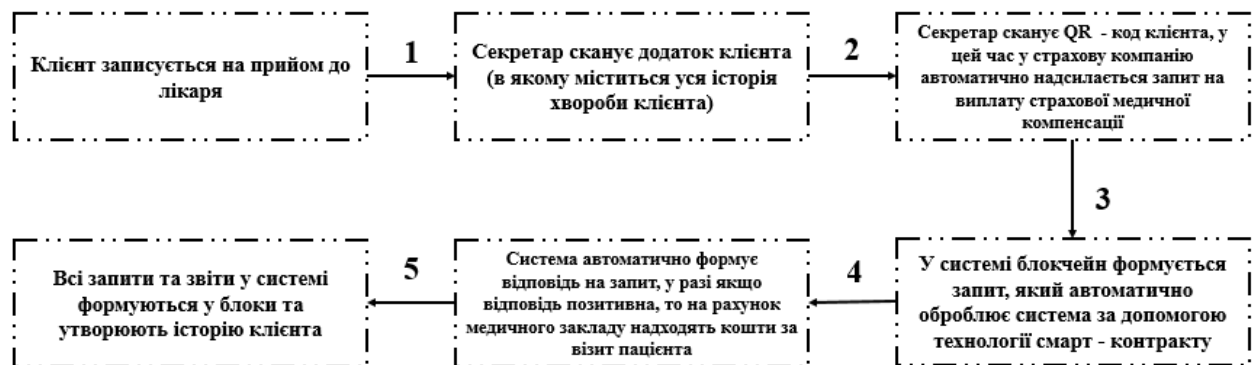 Клієнт записується на прийом до
лікаря
1
Секретар сканує додаток клієнта
(в якому міститься уся історія
хвороби клієнта)
2
Секретар сканує QR - код клієнта, у
цей час у страхову компанію
автоматично надсилається запит на
виплату страхової медичної
компенсації
3
У системі блокчейн формується
запит, який автоматично
оброблює система за допомогою
технології смарт - контракту
4
Система автоматично формує
відповідь на запит, у разі якщо
відповідь позитивна, то на рахунок
медичного закладу надходять кошти за
візит пацієнта
5
Всі запити та звіти у системі
формуються у блоки та
утворюють історію клієнта